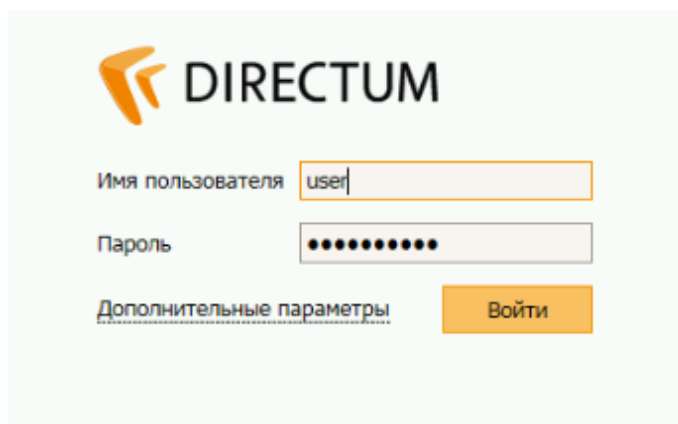 DIRECTUM
Имя пользователя user
Пароль ••••••••••
Дополнительные параметры Войти